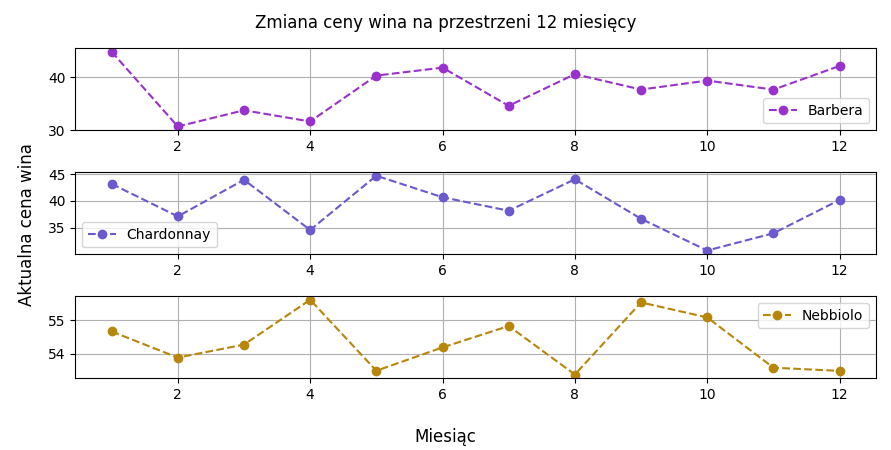 Zmiana ceny wina na przestrzeni 12 miesięcy
Aktualna cena wina
40
30
2 4 6 8 10 12
Barbera
45
40
35
2 4 6 8 10 12
Chardonnay
55
54
2 4 6 8 10 12
Nebbiolo
Miesiąc